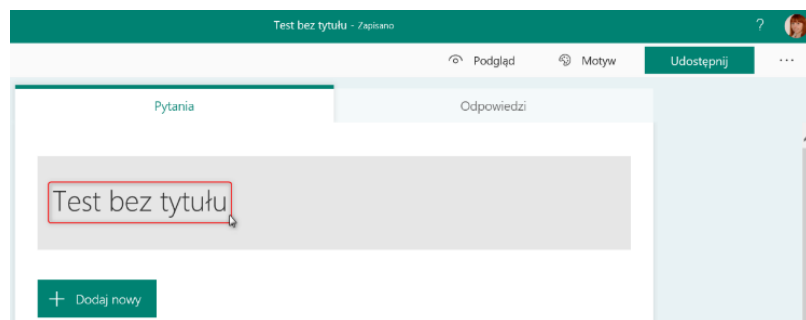 Test bez tytułu - Zapisano
?
Podgląd Motyw Udostępnij ...
Pytania Odpowiedzi
Test bez tytułu
+ Dodaj nowy